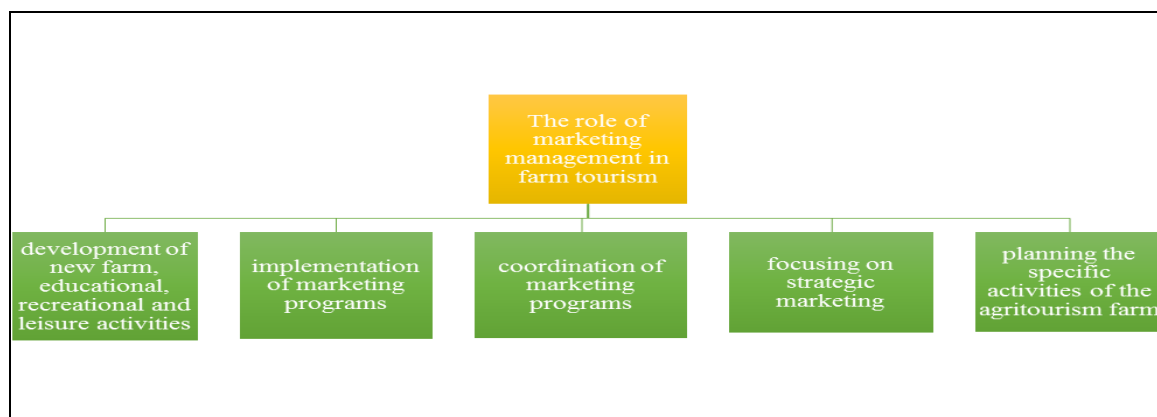 The role of
marketing
management in
farm tourism
development of
new farm,
educational,
recreational and
leisure activities
implementation
of marketing
programs
coordination of
marketing
programs
focusing on
strategic
marketing
planning the
specific
activities of the
agritourism farm